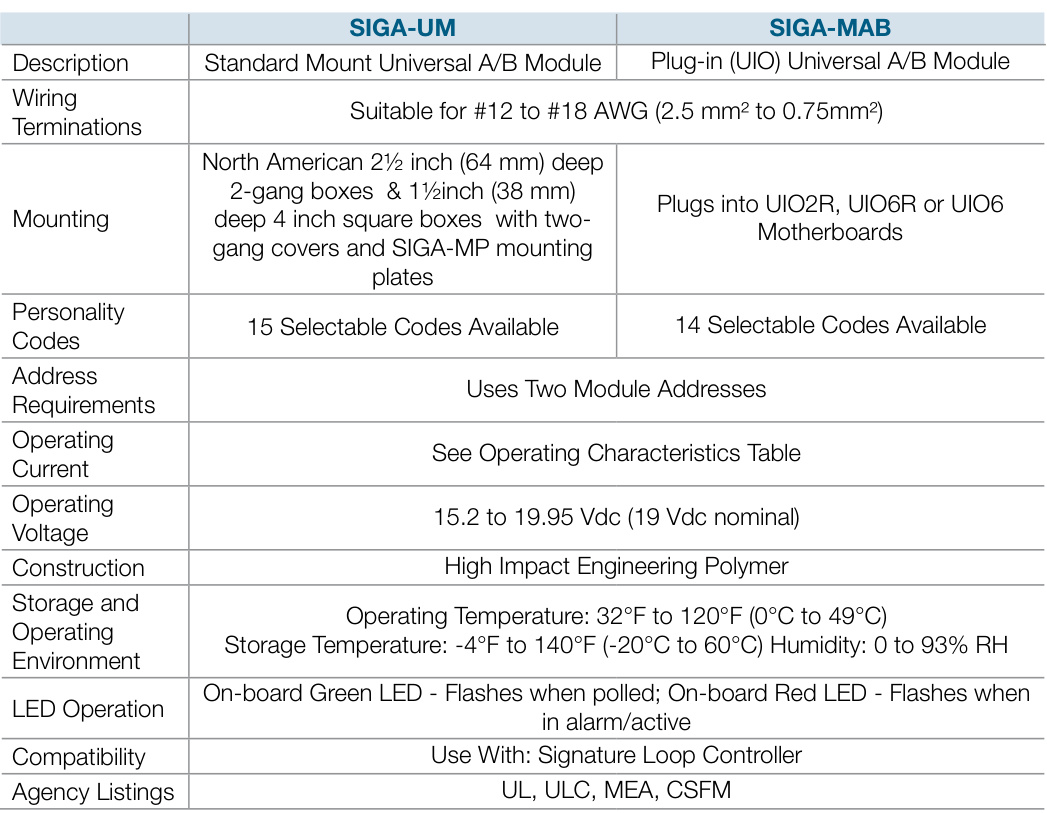 SIGA-UM SIGA-MAB
Description Standard Mount Universal A/B Module Plug-in (UIO) Universal A/B Module
Wiring
Terminations
Suitable for #12 to #18 AWG (2.5 mm² to 0.75mm²)
Mounting
North American 2½ inch (64 mm) deep
2-gang boxes & 1½inch (38 mm)
deep 4 inch square boxes with two-
gang covers and SIGA-MP mounting
plates
Plugs into UIO2R, UIO6R or UIO6
Motherboards
Personality
Codes
15 Selectable Codes Available
14 Selectable Codes Available
Address
Requirements
Uses Two Module Addresses
Operating
Current
See Operating Characteristics Table
Operating
Voltage
15.2 to 19.95 Vdc (19 Vdc nominal)
Construction High Impact Engineering Polymer
Storage and
Operating
Environment
Operating Temperature: 32°F to 120°F (0°C to 49°C)
Storage Temperature: -4°F to 140°F (-20°C to 60°C) Humidity: 0 to 93% RH
LED Operation
On-board Green LED - Flashes when polled; On-board Red LED - Flashes when
in alarm/active
Compatibility Use With: Signature Loop Controller
Agency Listings UL, ULC, MEA, CSFM